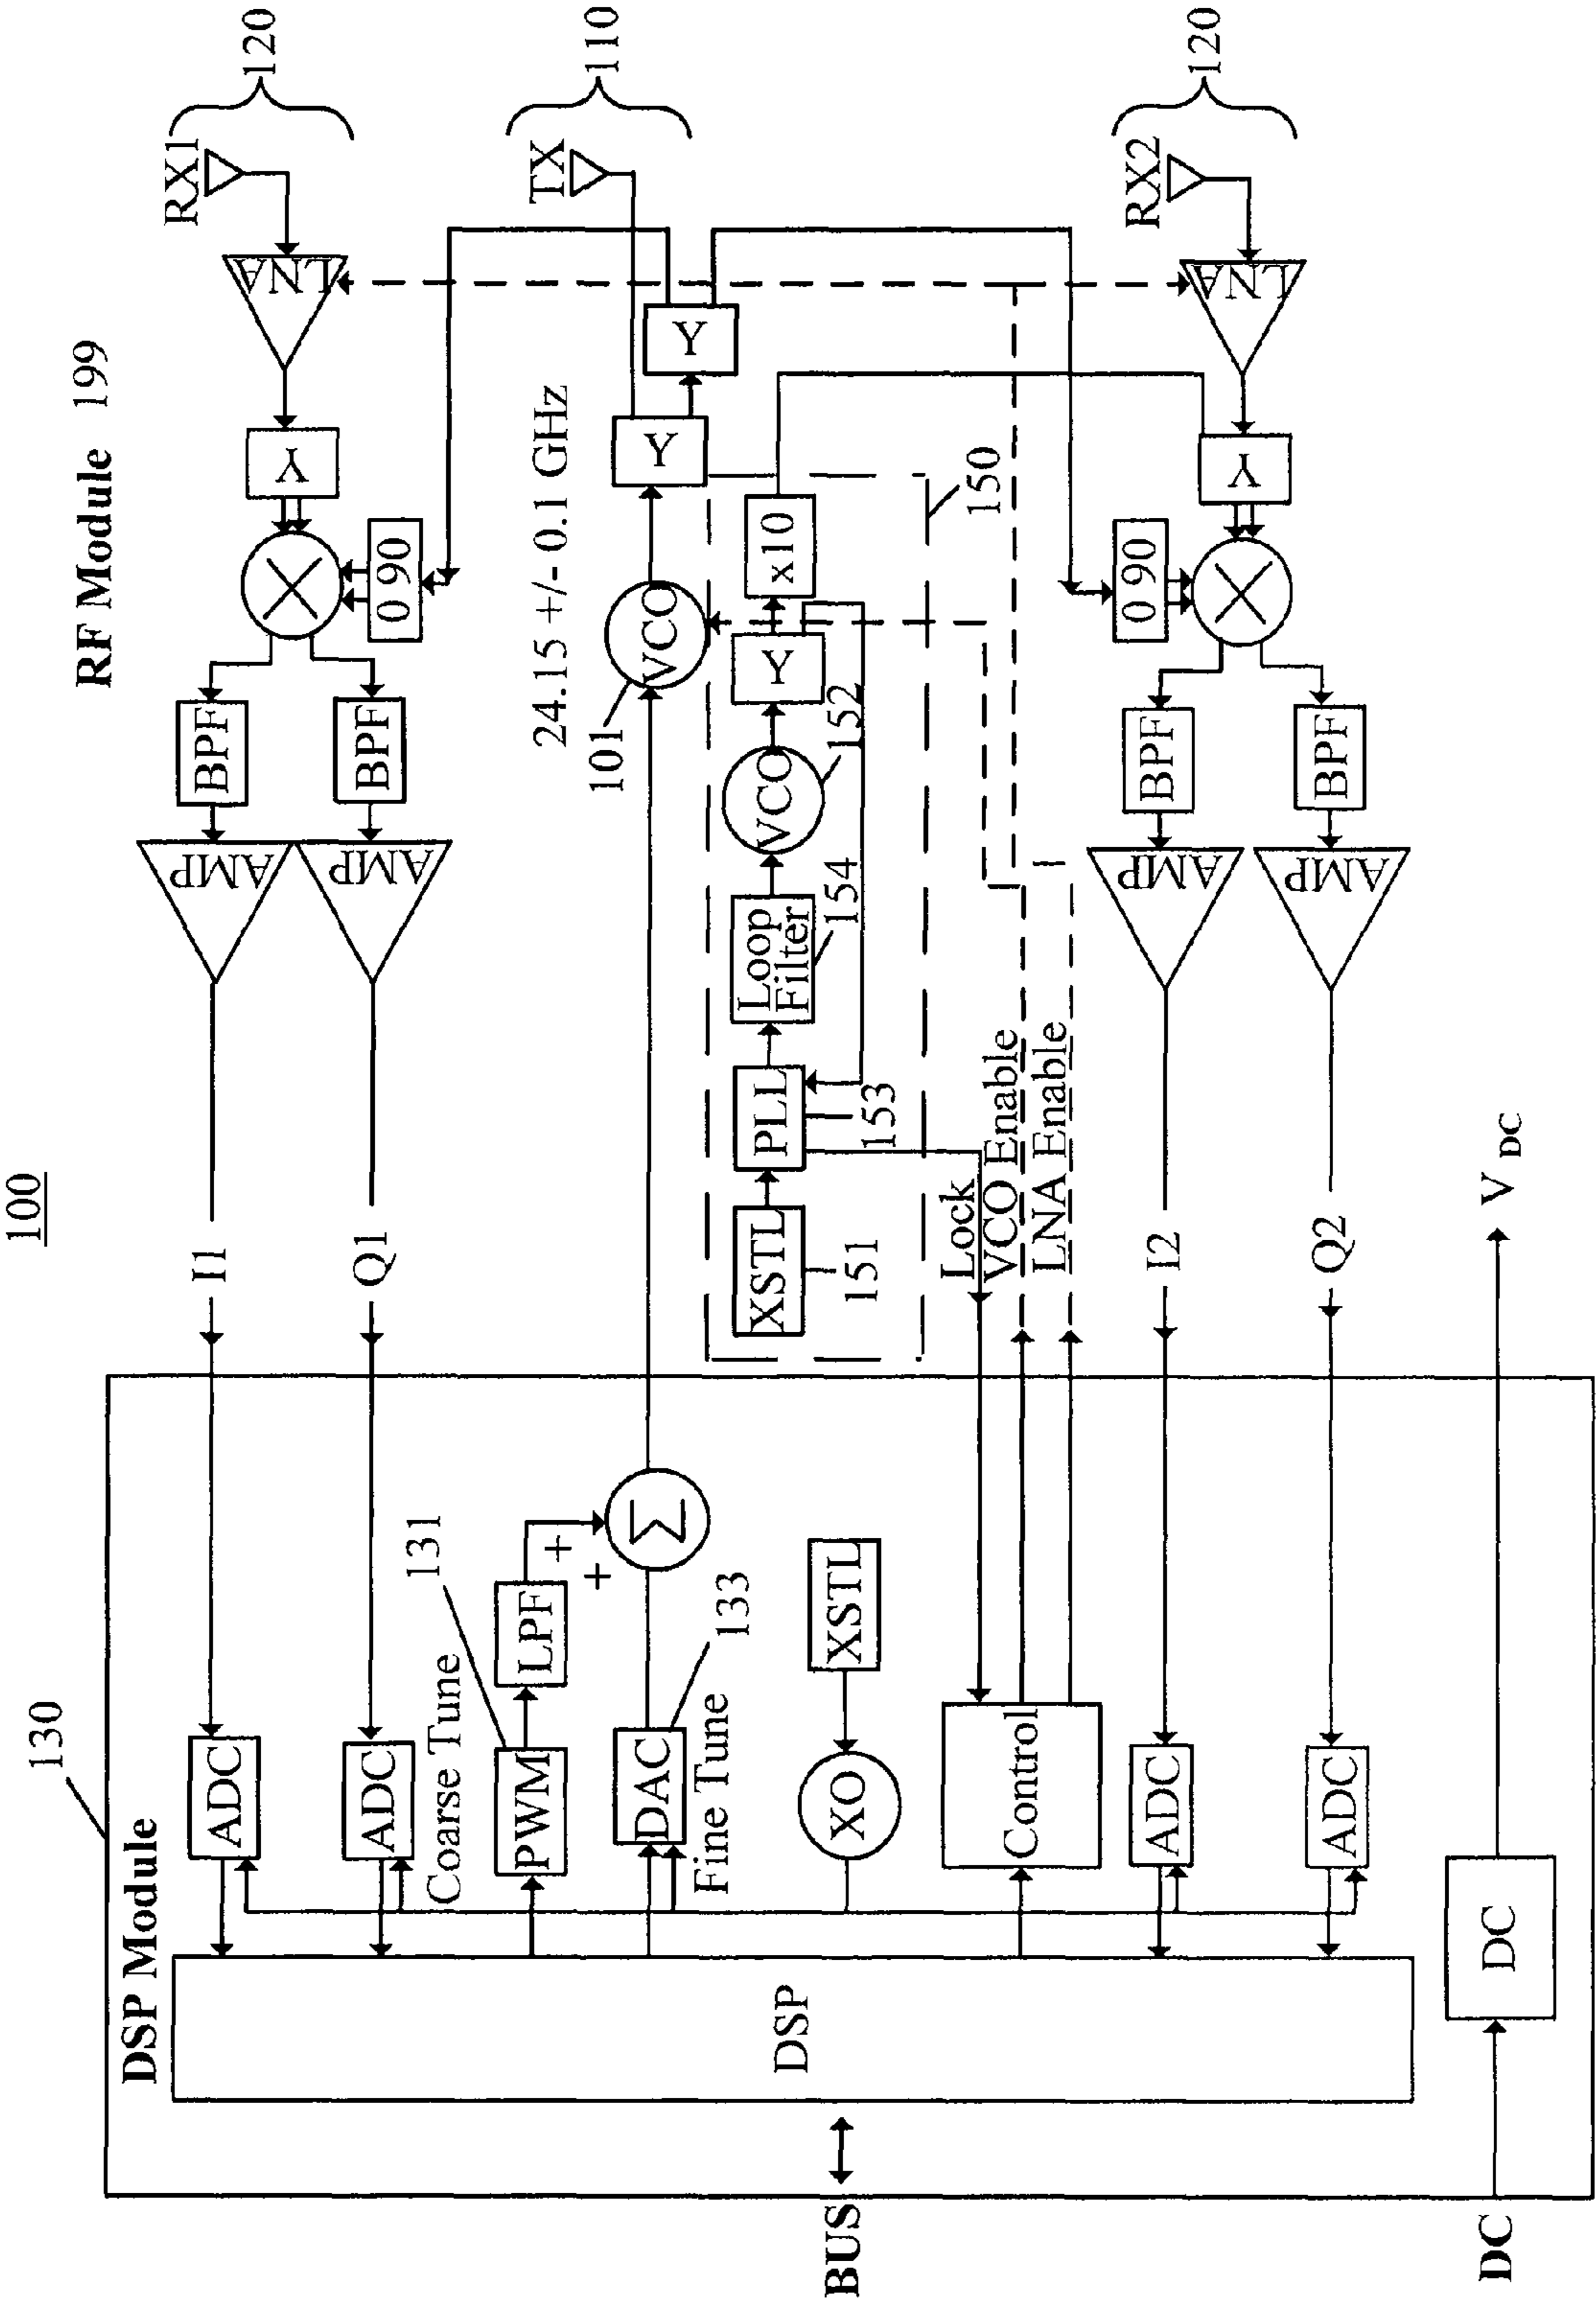 100
RF Module 199
RX1
120
LNA
Y
0 90
BPF
BPF
AMP
AMP
I1
Q1
TX
110
24.15 +/- 0.1 GHz
VCO
101
Y
Y
150
x10
Y
VCO
152
Loop
Filter
154
PLL
153
XSTL
151
Lock
VCO Enable
LNA Enable
RX2
120
LNA
Y
0 90
BPF
BPF
AMP
AMP
I2
Q2
V DC
130
DSP Module
ADC
ADC
Coarse Tune
PWM
131
LPF
+
+
Σ
DAC
133
Fine Tune
XSTL
XO
Control
ADC
ADC
DSP
DC
BUS
DC